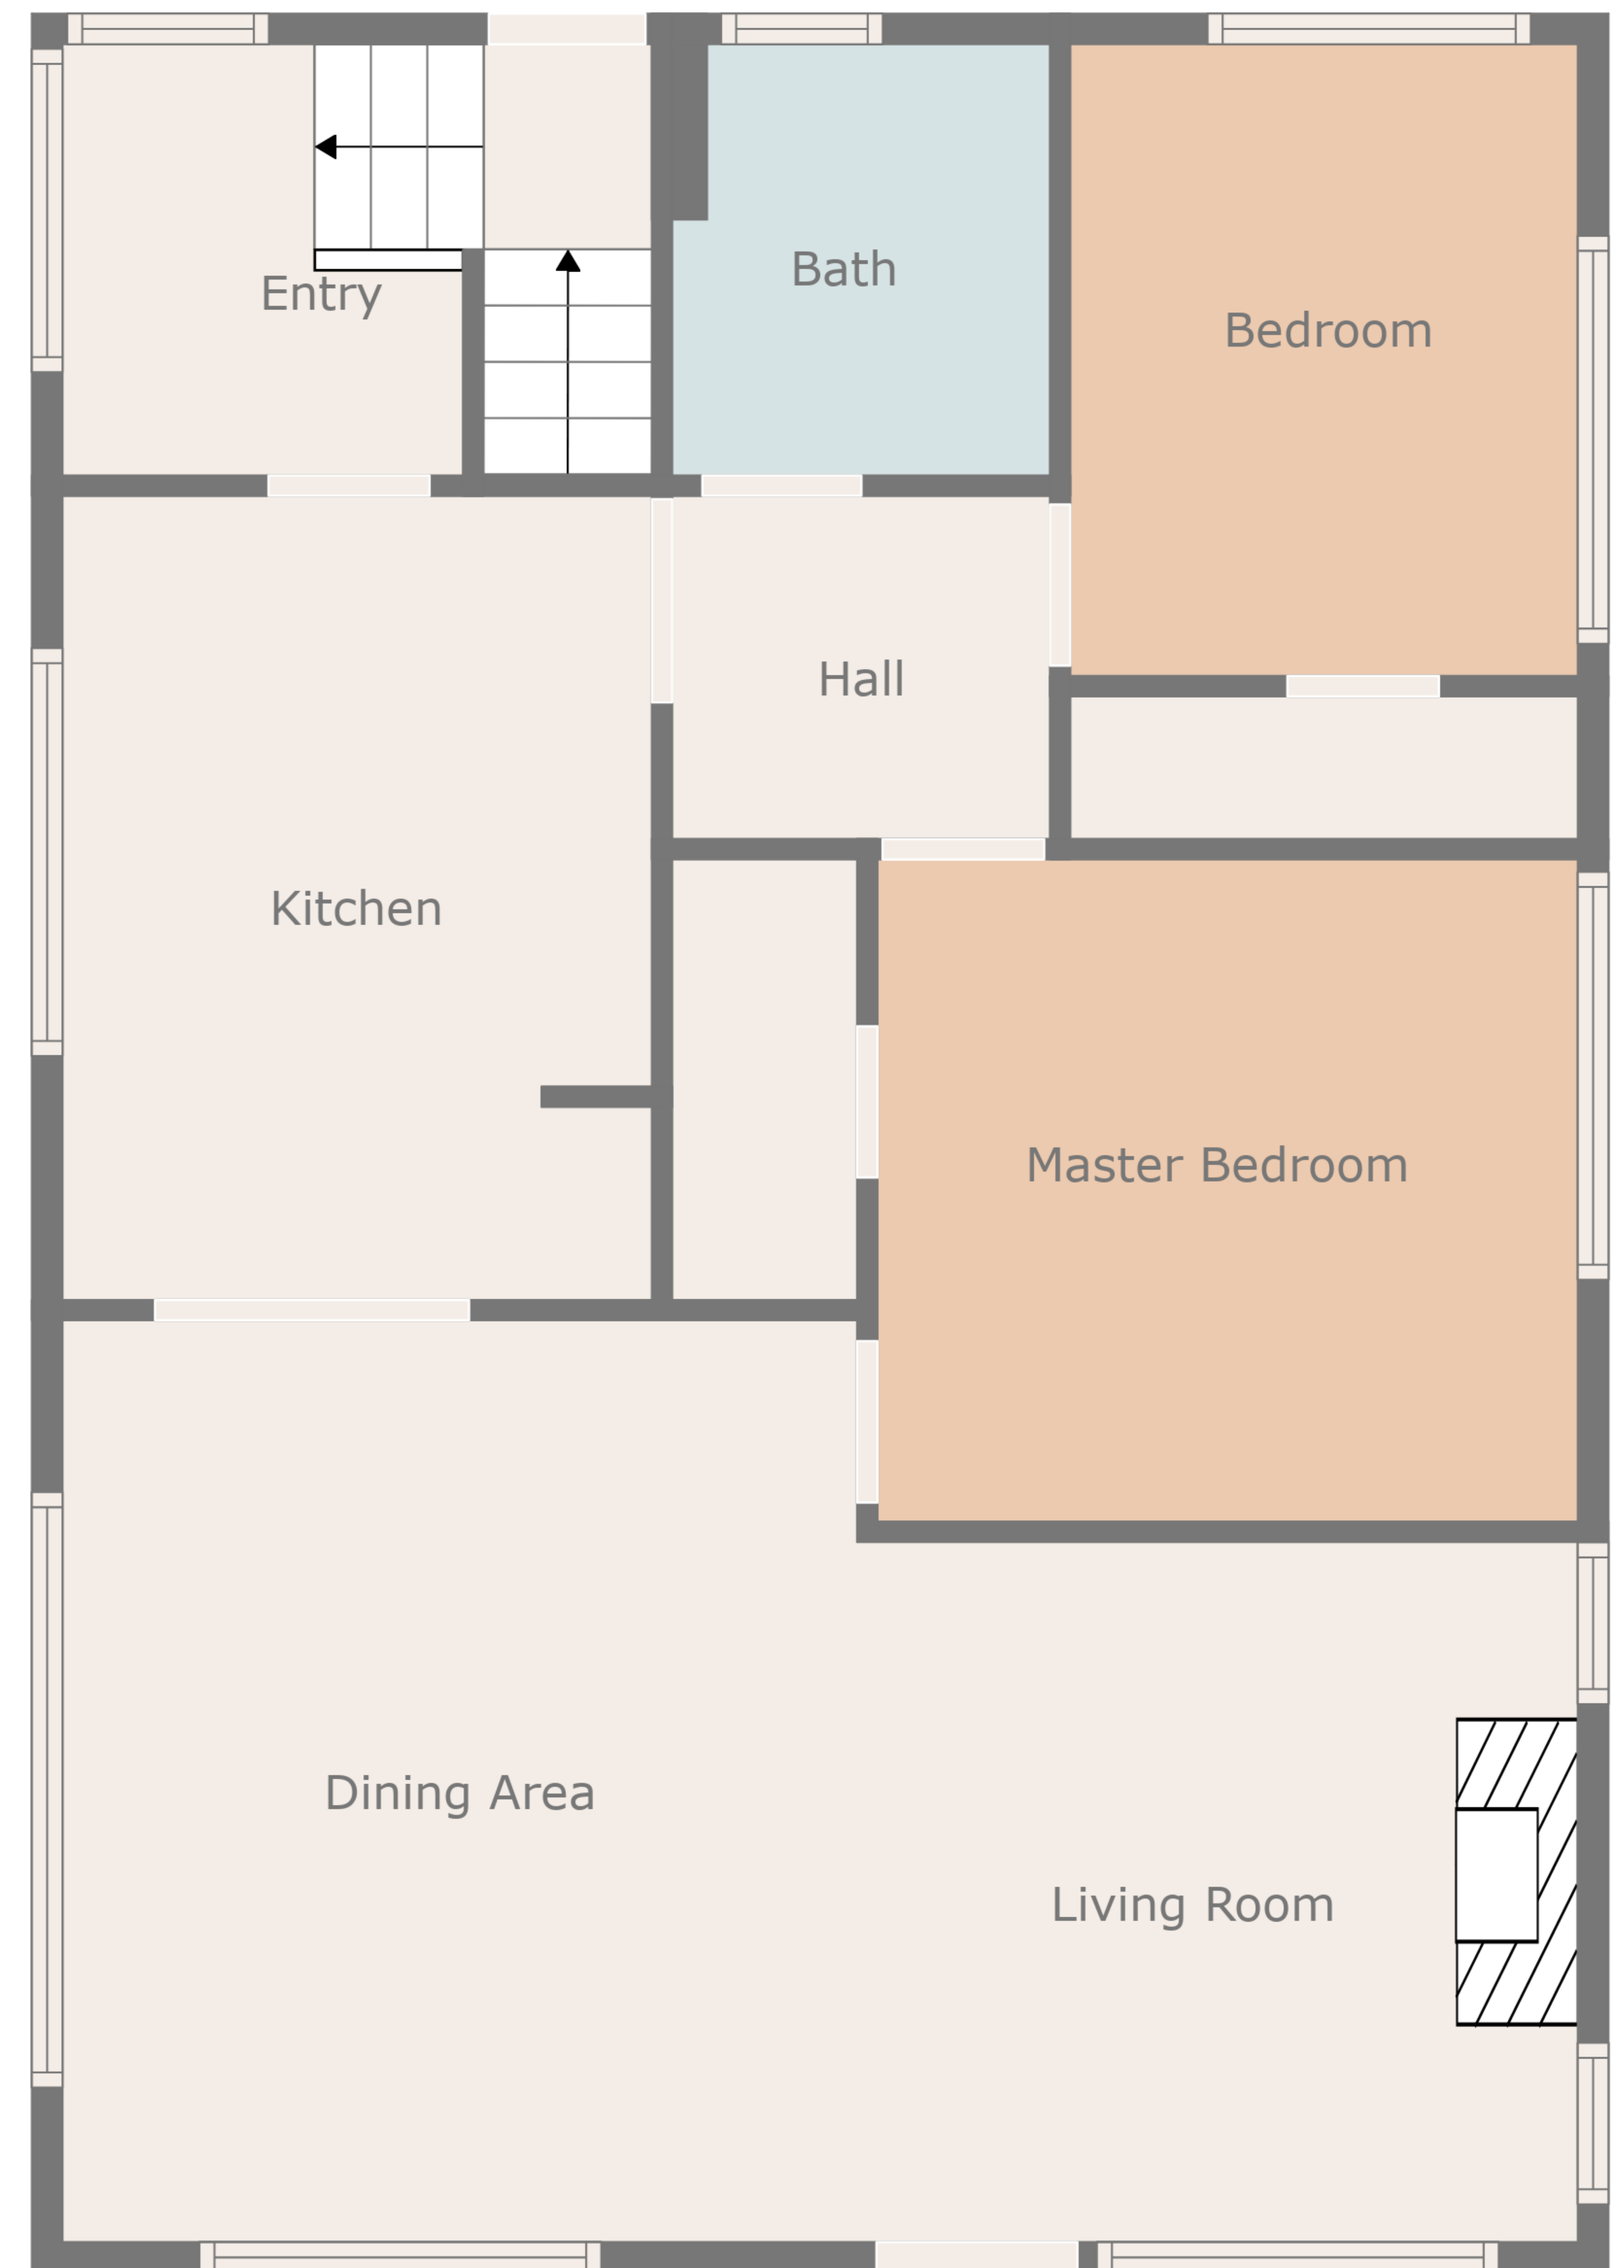 Entry
Bath
Bedroom
Hall
Kitchen
Master Bedroom
Dining Area
Living Room